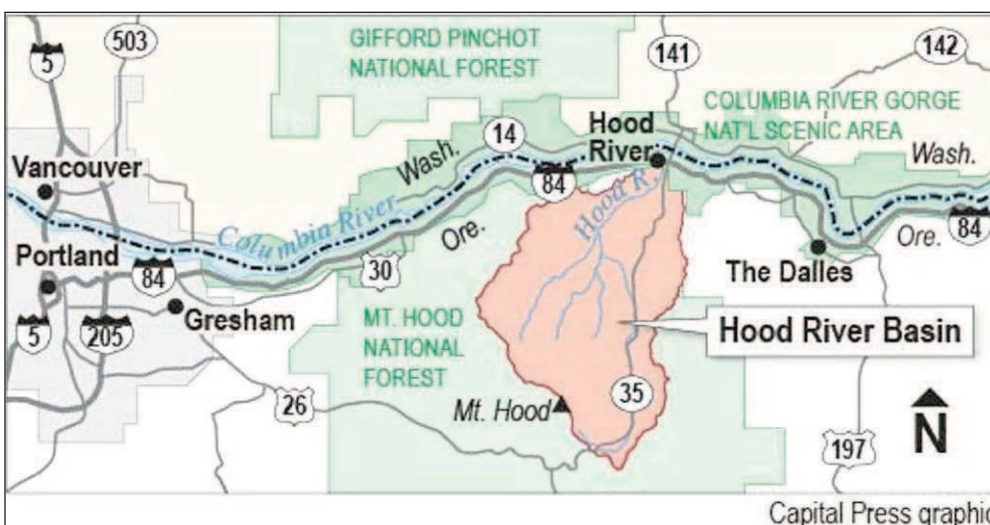 503
5
GIFFORD PINCHOT
NATIONAL FOREST
141
142
COLUMBIA RIVER GORGE
NAT'L SCENIC AREA
Vancouver
Wash.
14
Hood
River
84
Wash.
Columbia River
Ore.
Hood R.
Ore.
84
Portland
84
30
The Dalles
5
205
Gresham
MT. HOOD
NATIONAL
FOREST
Hood River Basin
26
Mt. Hood
35
197
N
Capital Press graphic